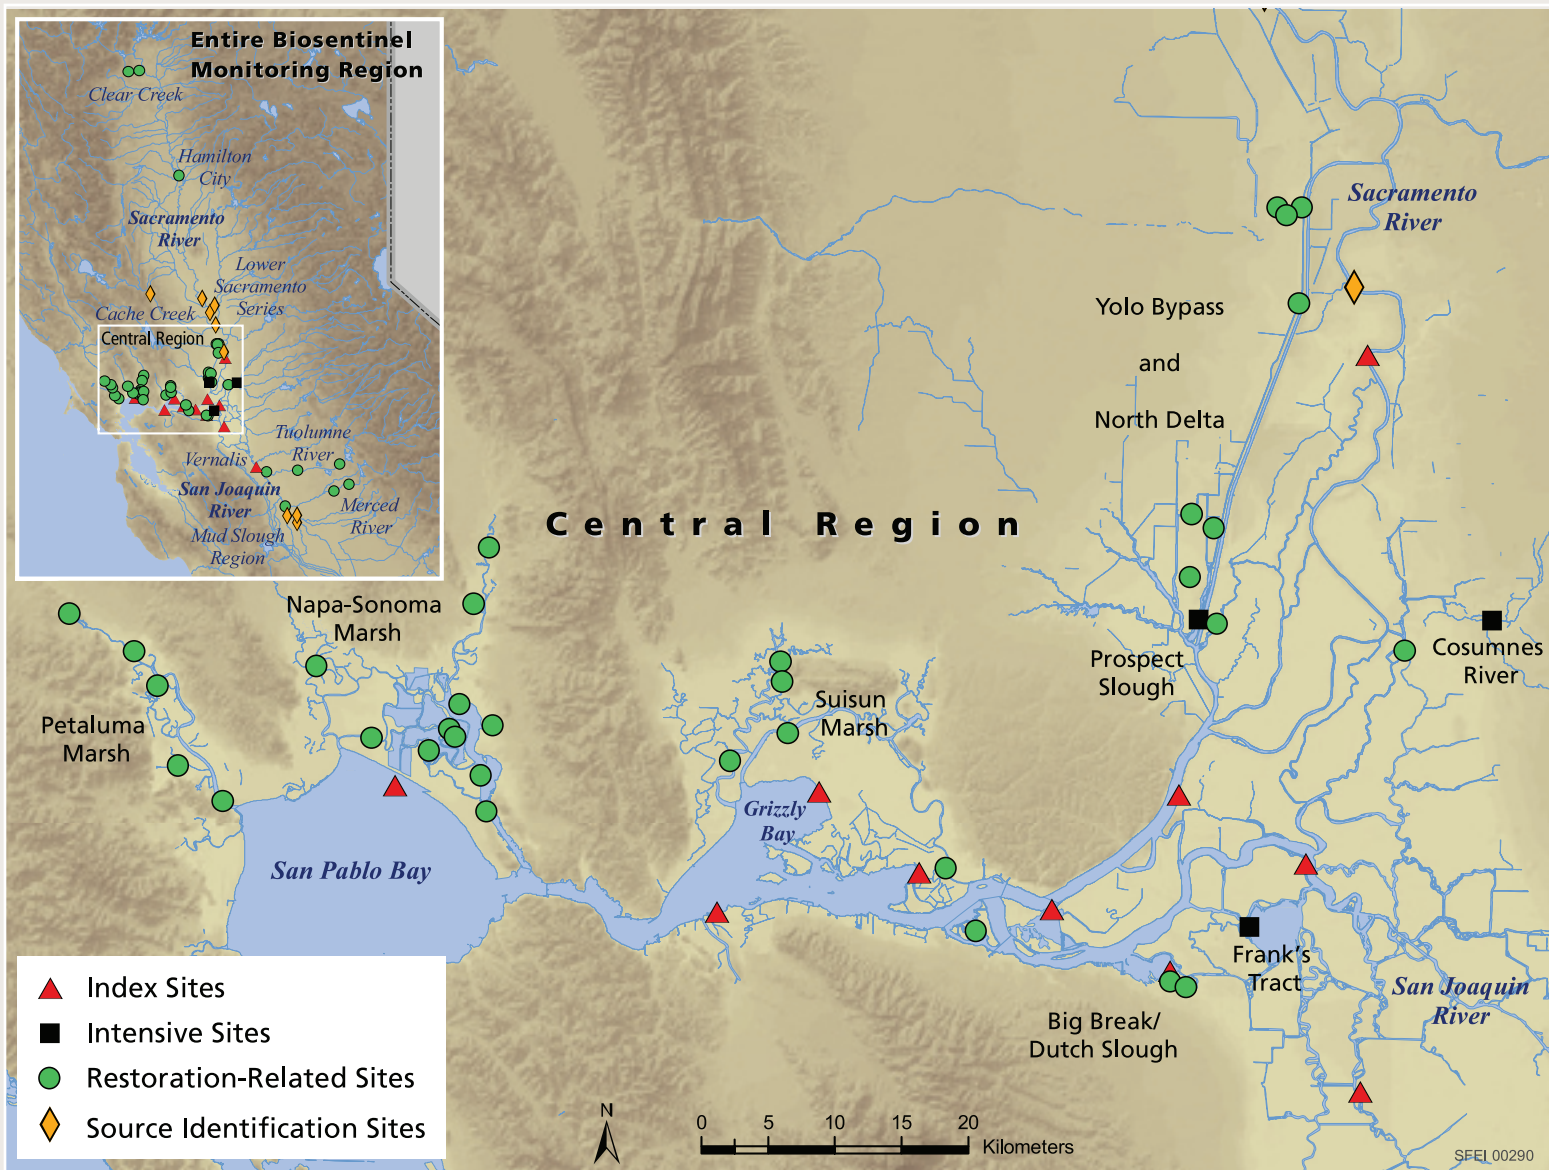 Entire Biosentinel
Monitoring Region
Clear Creek
Hamilton
City
Sacramento
River
Lower
Sacramento
Series
Cache Creek
Central Region
Tuolumne
River
Vernalis
San Joaquin
River
Merced
River
Mud Slough
Region
Sacramento
River
Yolo Bypass
and
North Delta
Central Region
Napa-Sonoma
Marsh
Petaluma
Marsh
Suisun
Marsh
Prospect
Slough
Cosumnes
River
Grizzly
Bay
San Pablo Bay
Frank's
Tract
San Joaquin
River
Big Break/
Dutch Slough
Index Sites
Intensive Sites
Restoration-Related Sites
Source Identification Sites
N
0 5 10 15 20
Kilometers
SFEI 00290